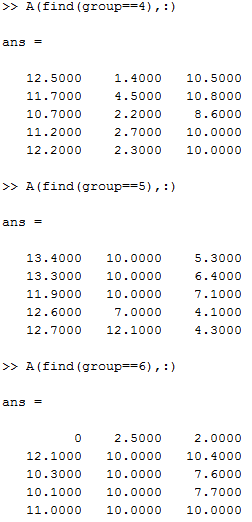 >> A(find(group==4),:)
ans =
12.5000 1.4000 10.5000
11.7000 4.5000 10.8000
10.7000 2.2000 8.6000
11.2000 2.7000 10.0000
12.2000 2.3000 10.0000
>> A(find(group==5),:)
ans =
13.4000 10.0000 5.3000
13.3000 10.0000 6.4000
11.9000 10.0000 7.1000
12.6000 7.0000 4.1000
12.7000 12.1000 4.3000
>> A(find(group==6),:)
ans =
0 2.5000 2.0000
12.1000 10.0000 10.4000
10.3000 10.0000 7.6000
10.1000 10.0000 7.7000
11.0000 10.0000 10.0000